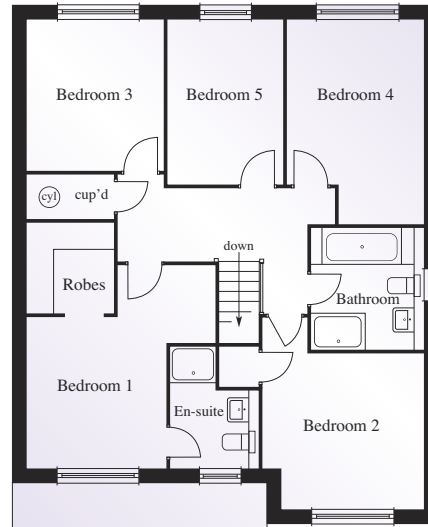 Bedroom 3
Bedroom 5
Bedroom 4
cyl
cup'd
down
Robes
Bathroom
Bedroom 1
En-suite
Bedroom 2